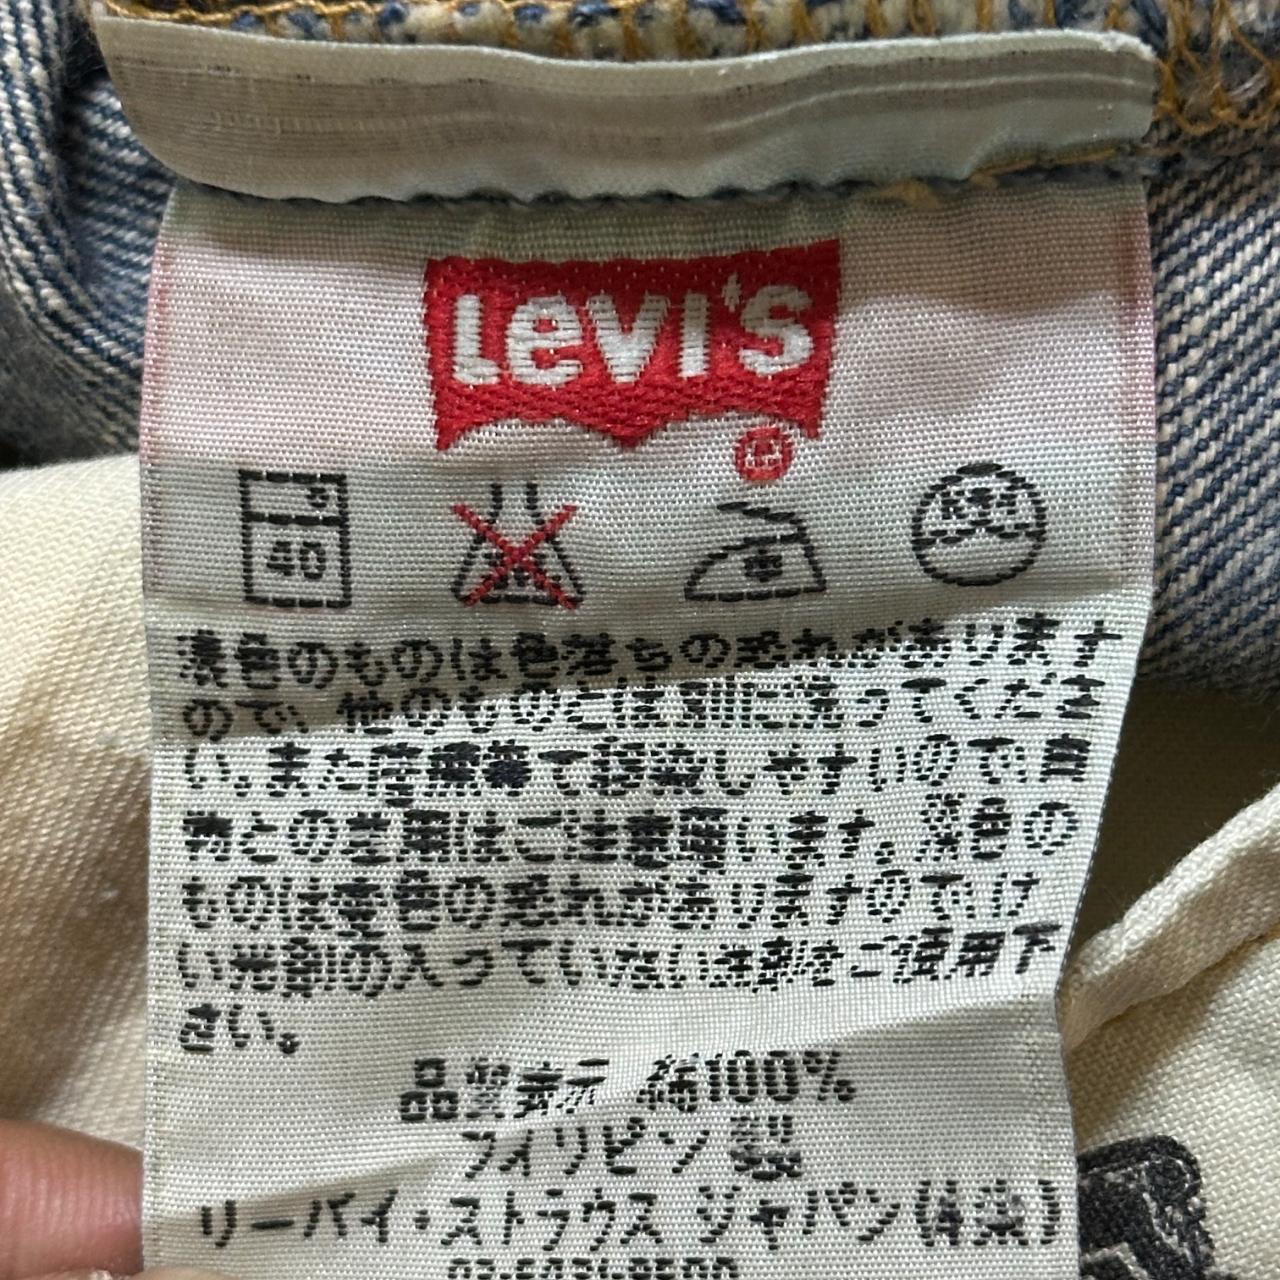 Levi's
40
濃色のものは色落ちの恐れがあります
ので、他のものとは別に洗ってくださ
い。また摩擦等で移染しやすいので、白
物との着用はご注意願います。淡色の
ものは変色の恐れがありますのでけ
い光剤の入っていない洗剤をご使用下
さい。
品質表示 綿100%
フィリピン製
リーバイ・ストラウス ジャパン(株)